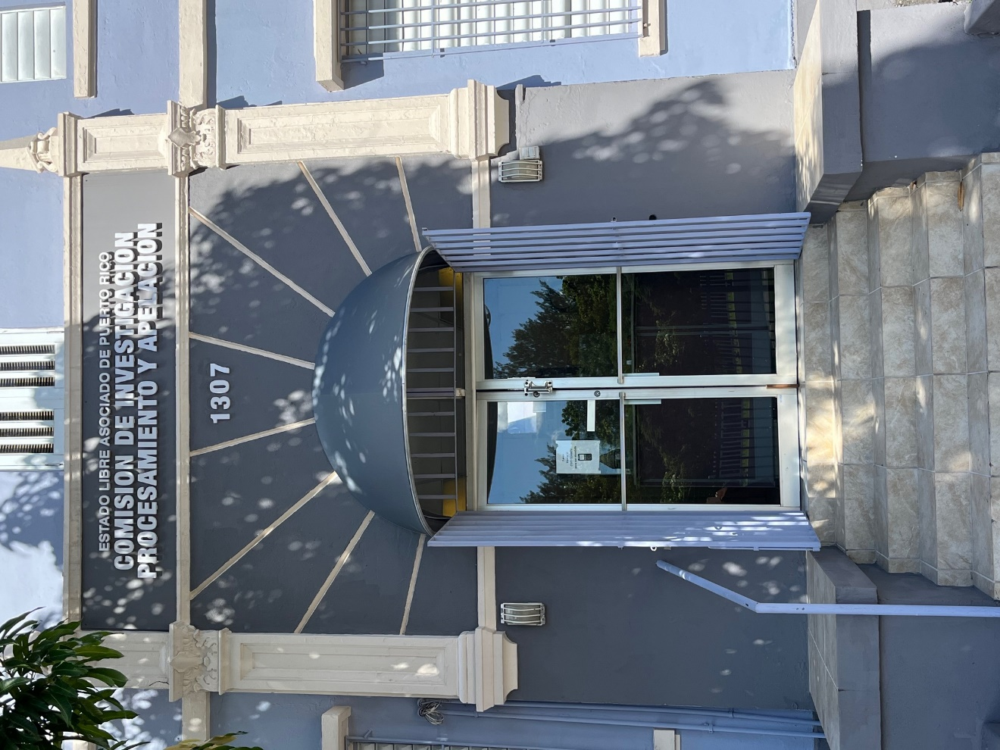 ESTADO LIBRE ASOCIADO DE PUERTO RICO
COMISION DE INVESTIGACION
PROCESAMIENTO Y APELACION
1307